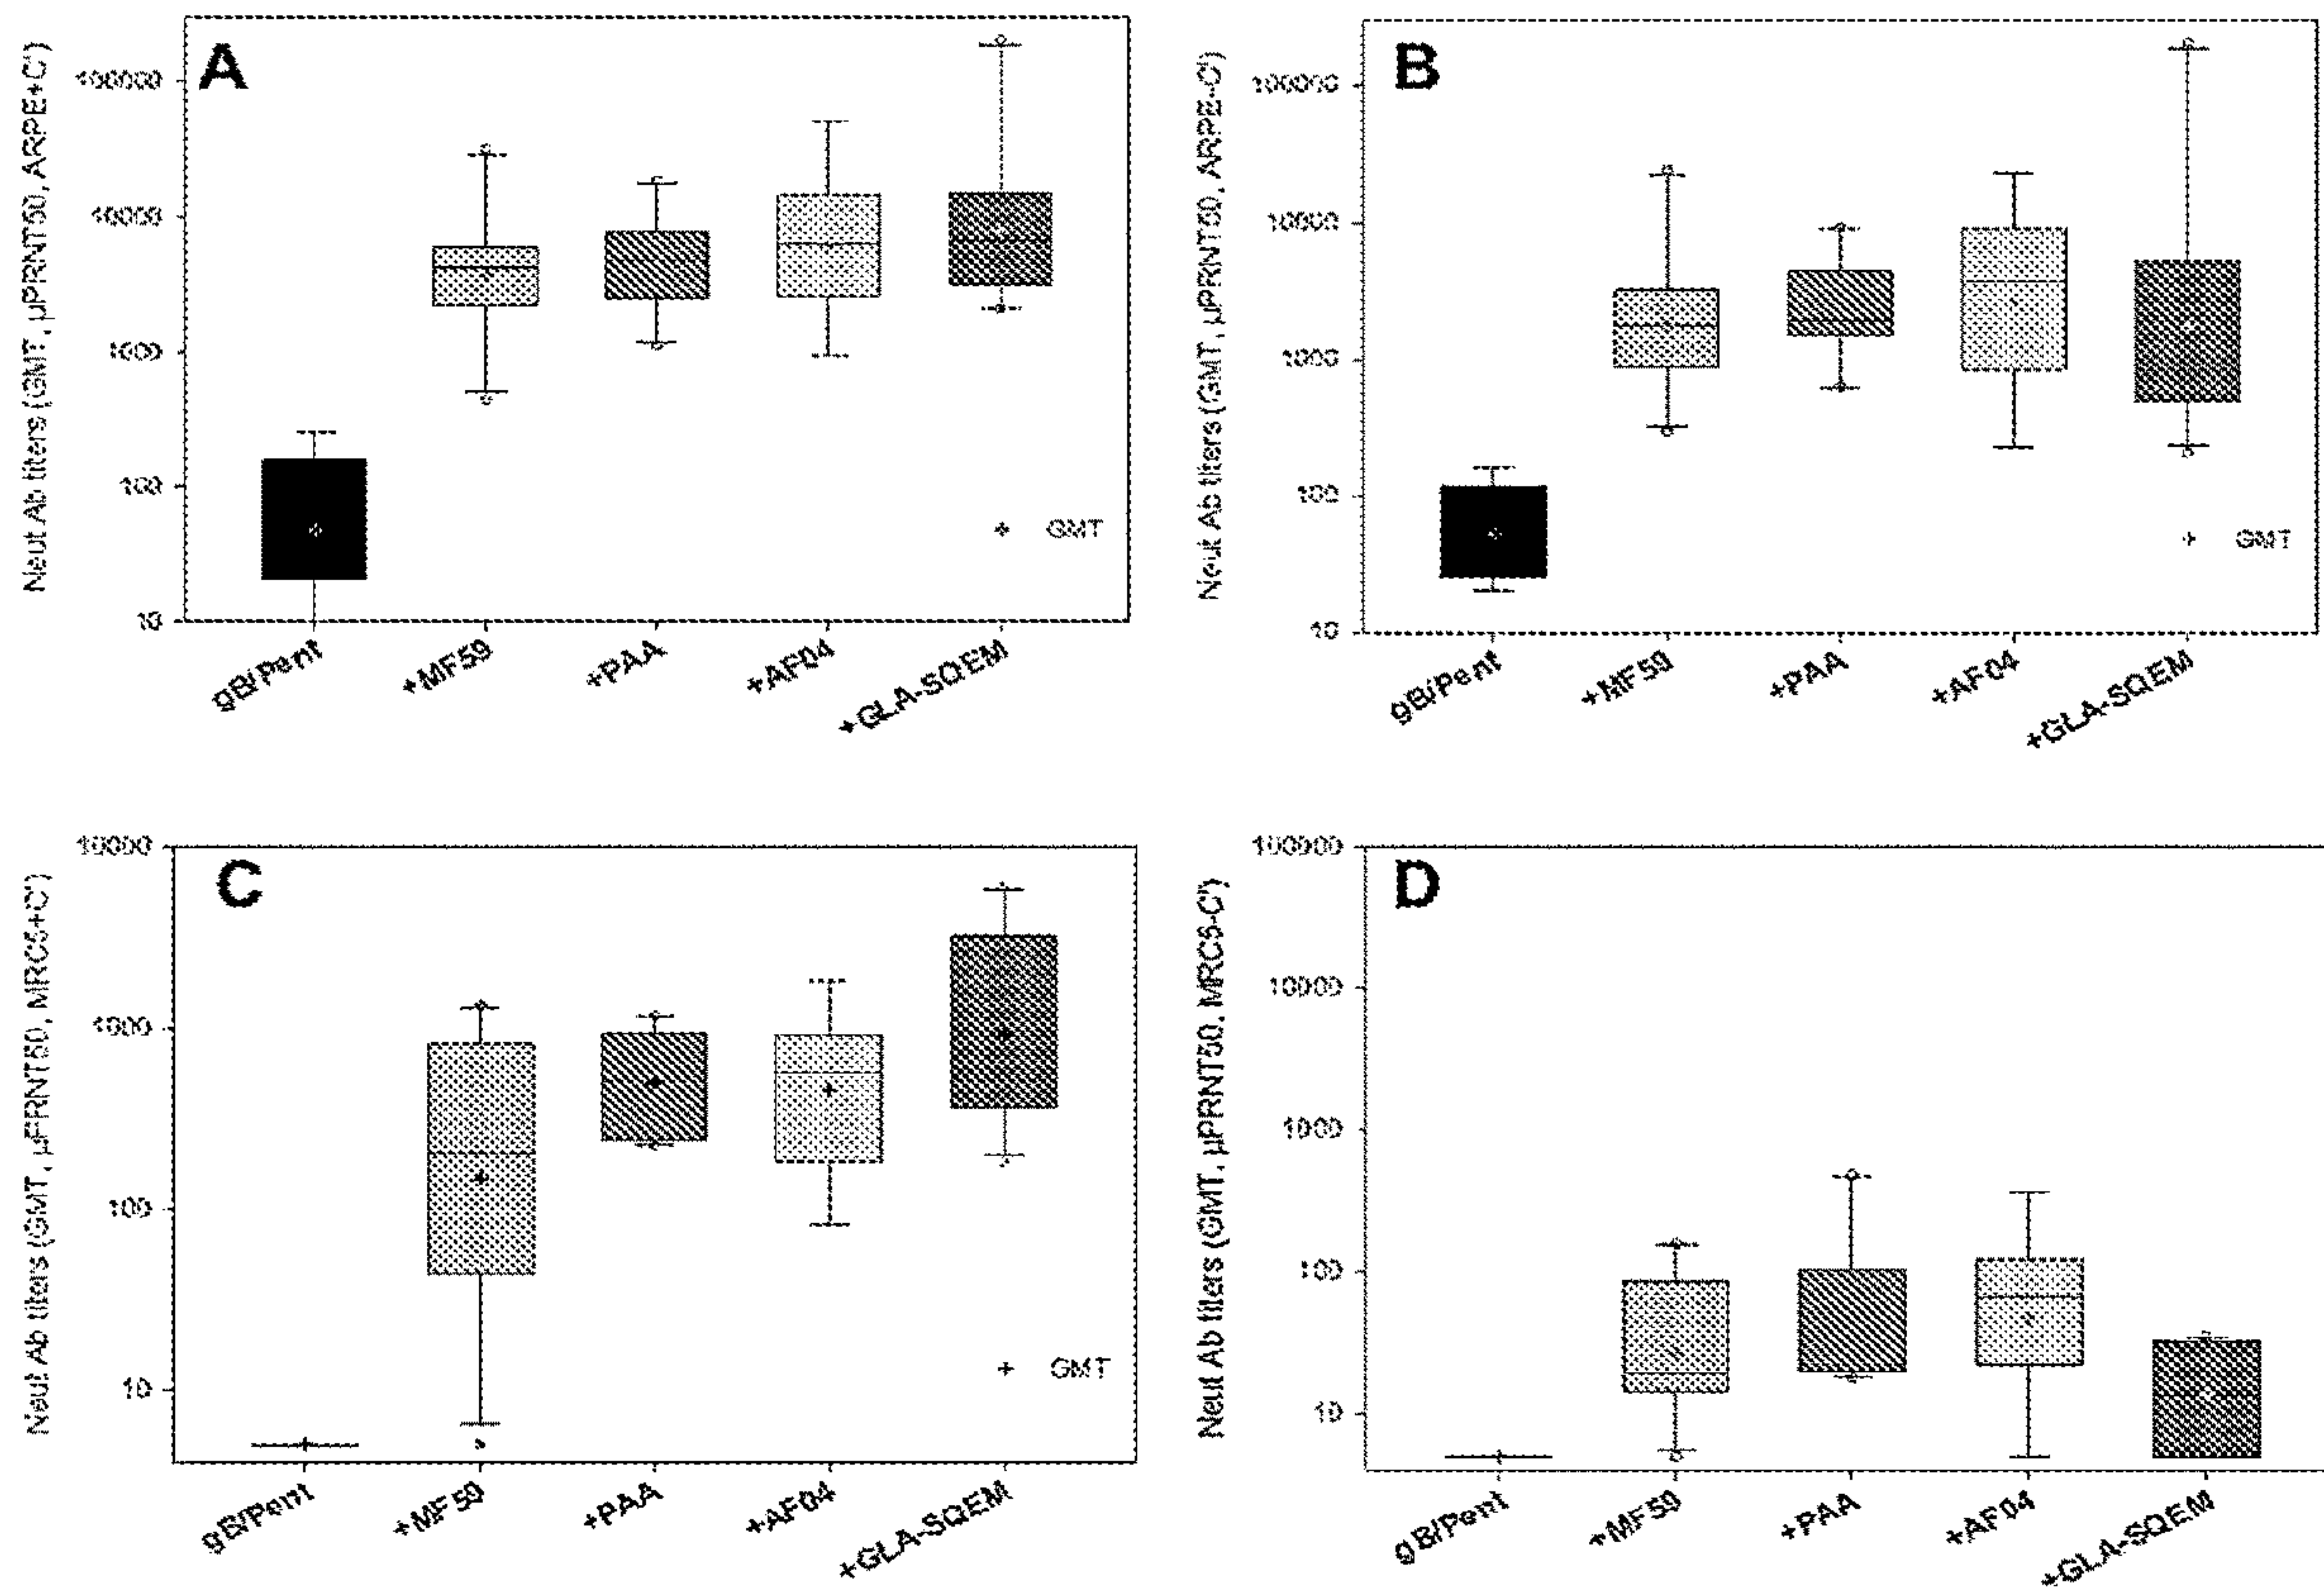 A
Neut Ab titers (GMT, µPRNT50, ARPE+C')
100000
10000
1000
100
10
GMT
gB/Pent
+MF59
+PAA
+AF04
+GLA-SQEM
B
Neut Ab titers (GMT, µPRNT50, ARPE-C')
100000
10000
1000
100
10
GMT
gB/Pent
+MF59
+PAA
+AF04
+GLA-SQEM
C
Neut Ab titers (GMT, µPRNT50, MRC5+C')
10000
1000
100
10
GMT
gB/Pent
+MF59
+PAA
+AF04
+GLA-SQEM
D
Neut Ab titers (GMT, µPRNT50, MRC5-C')
100000
10000
1000
100
10
gB/Pent
+MF59
+PAA
+AF04
+GLA-SQEM